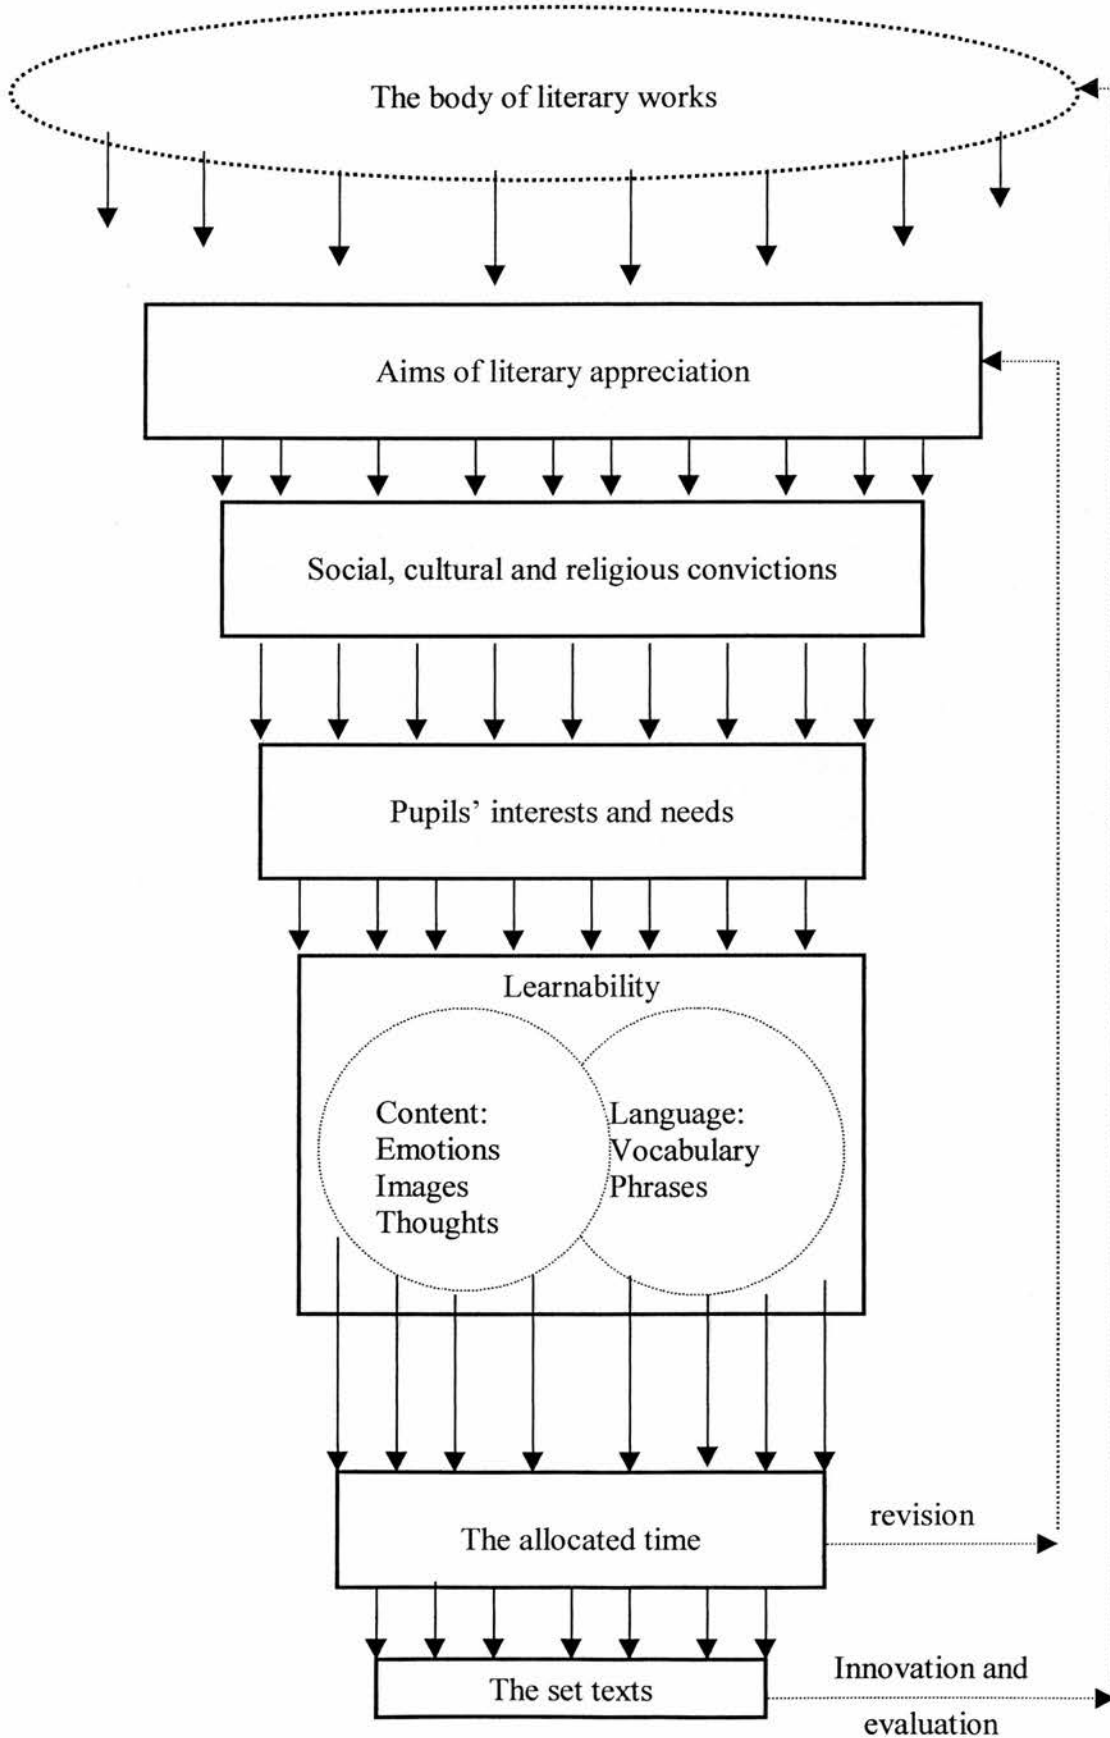 The body of literary works
Aims of literary appreciation
Social, cultural and religious convictions
Pupils' interests and needs
Learnability
Content:
Emotions
Images
Thoughts
Language:
Vocabulary
Phrases
The allocated time
revision
The set texts
Innovation and
evaluation